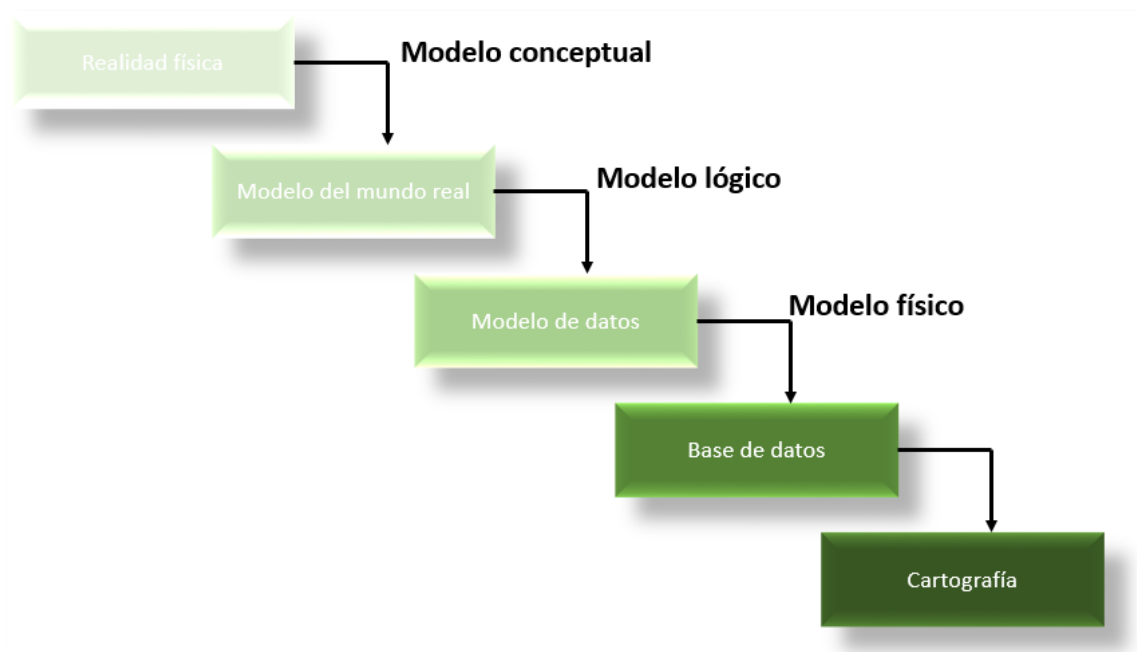 Realidad física
Modelo conceptual
Modelo del mundo real
Modelo lógico
Modelo de datos
Modelo físico
Base de datos
Cartografía